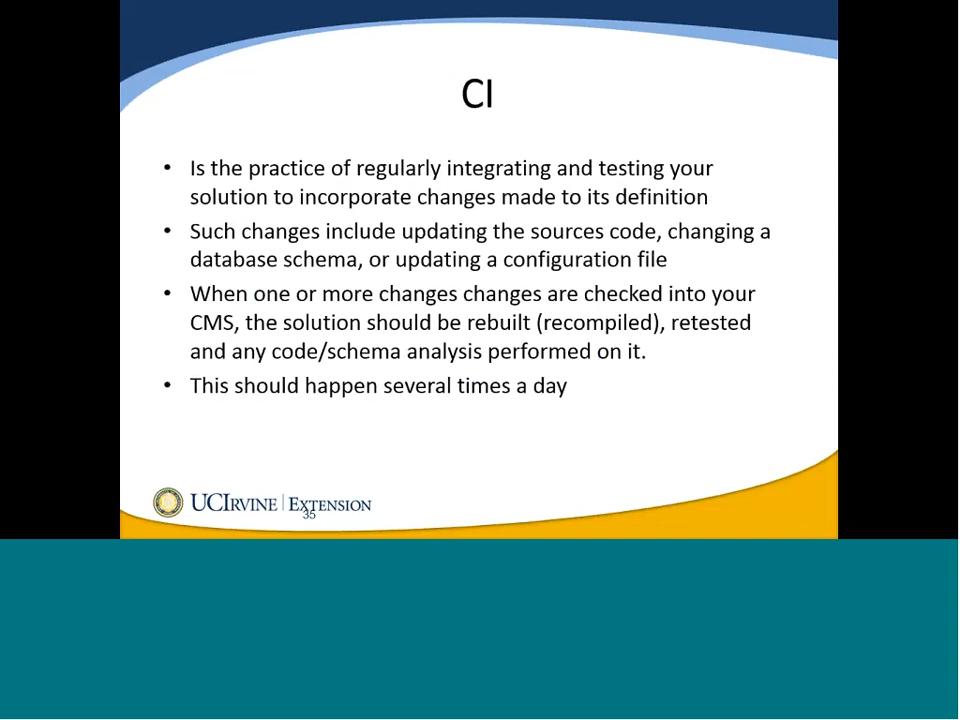 CI
• Is the practice of regularly integrating and testing your
solution to incorporate changes made to its definition
• Such changes include updating the sources code, changing a
database schema, or updating a configuration file
• When one or more changes changes are checked into your
CMS, the solution should be rebuilt (recompiled), retested
and any code/schema analysis performed on it.
• This should happen several times a day
UCIRVINE | EXTENSION
35